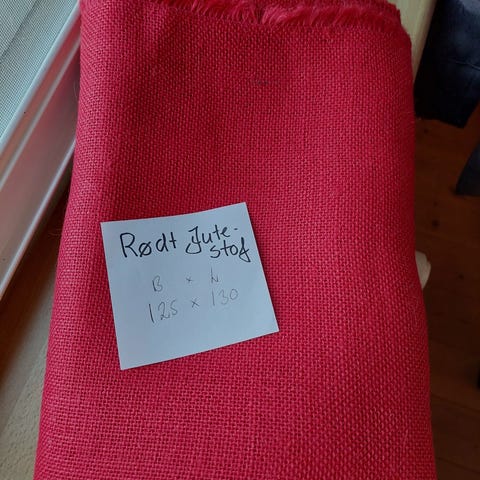 Rødt Jute-
stof
B x L
125 x 130